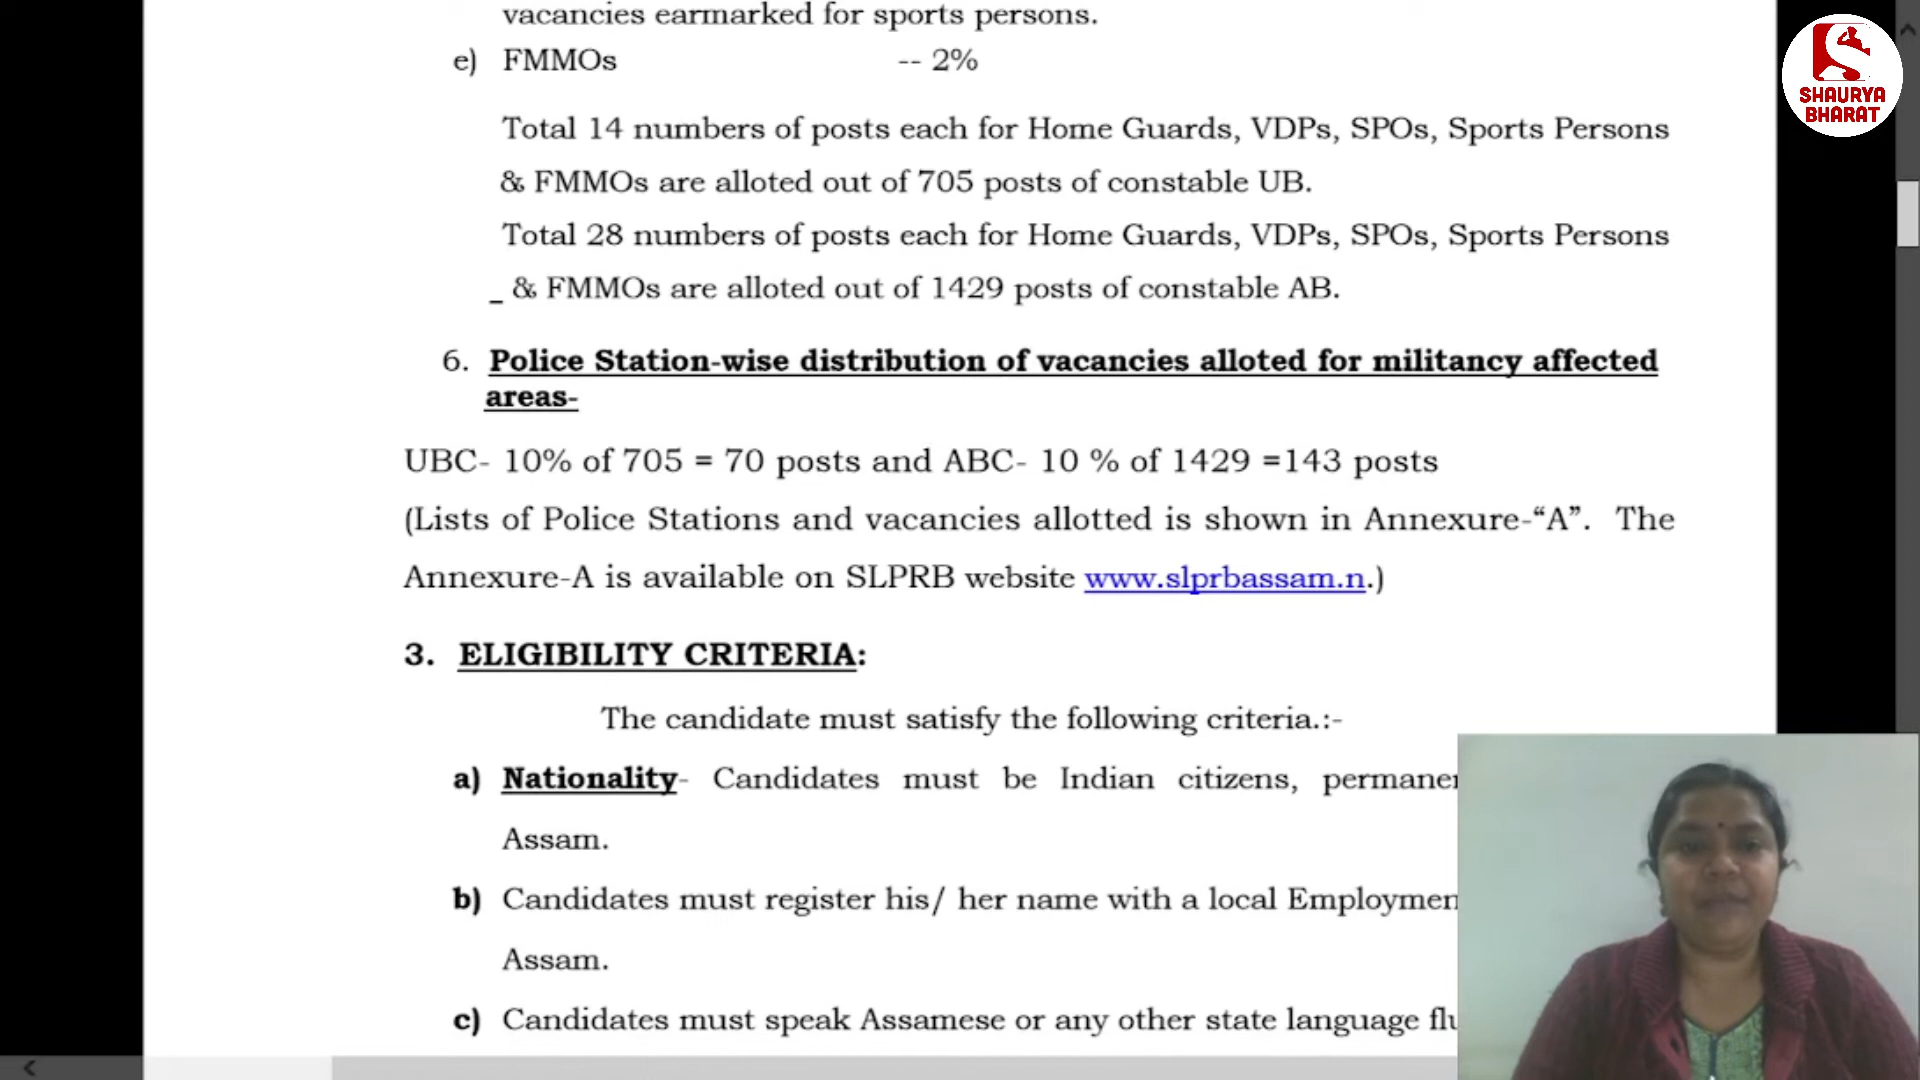 vacancies earmarked for sports persons.
e) FMMOs -- 2%
Total 14 numbers of posts each for Home Guards, VDPs, SPOs, Sports Persons
& FMMOs are alloted out of 705 posts of constable UB.
Total 28 numbers of posts each for Home Guards, VDPs, SPOs, Sports Persons
_ & FMMOs are alloted out of 1429 posts of constable AB.
6. Police Station-wise distribution of vacancies alloted for militancy affected
areas-
UBC- 10% of 705 = 70 posts and ABC- 10 % of 1429 =143 posts
(Lists of Police Stations and vacancies allotted is shown in Annexure-“A”. The
Annexure-A is available on SLPRB website www.slprbassam.n.)
3. ELIGIBILITY CRITERIA:
The candidate must satisfy the following criteria.:-
a) Nationality- Candidates must be Indian citizens,
Assam.
b) Candidates must register his/ her name with a local
Assam.
c) Candidates must speak Assamese or any other state language
SHAURYA
BHARAT